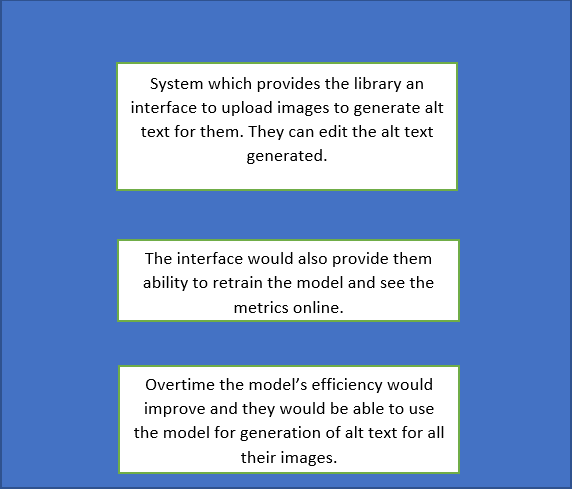 System which provides the library an
interface to upload images to generate alt
text for them. They can edit the alt text
generated.
The interface would also provide them
ability to retrain the model and see the
metrics online.
Overtime the model’s efficiency would
improve and they would be able to use
the model for generation of alt text for all
their images.